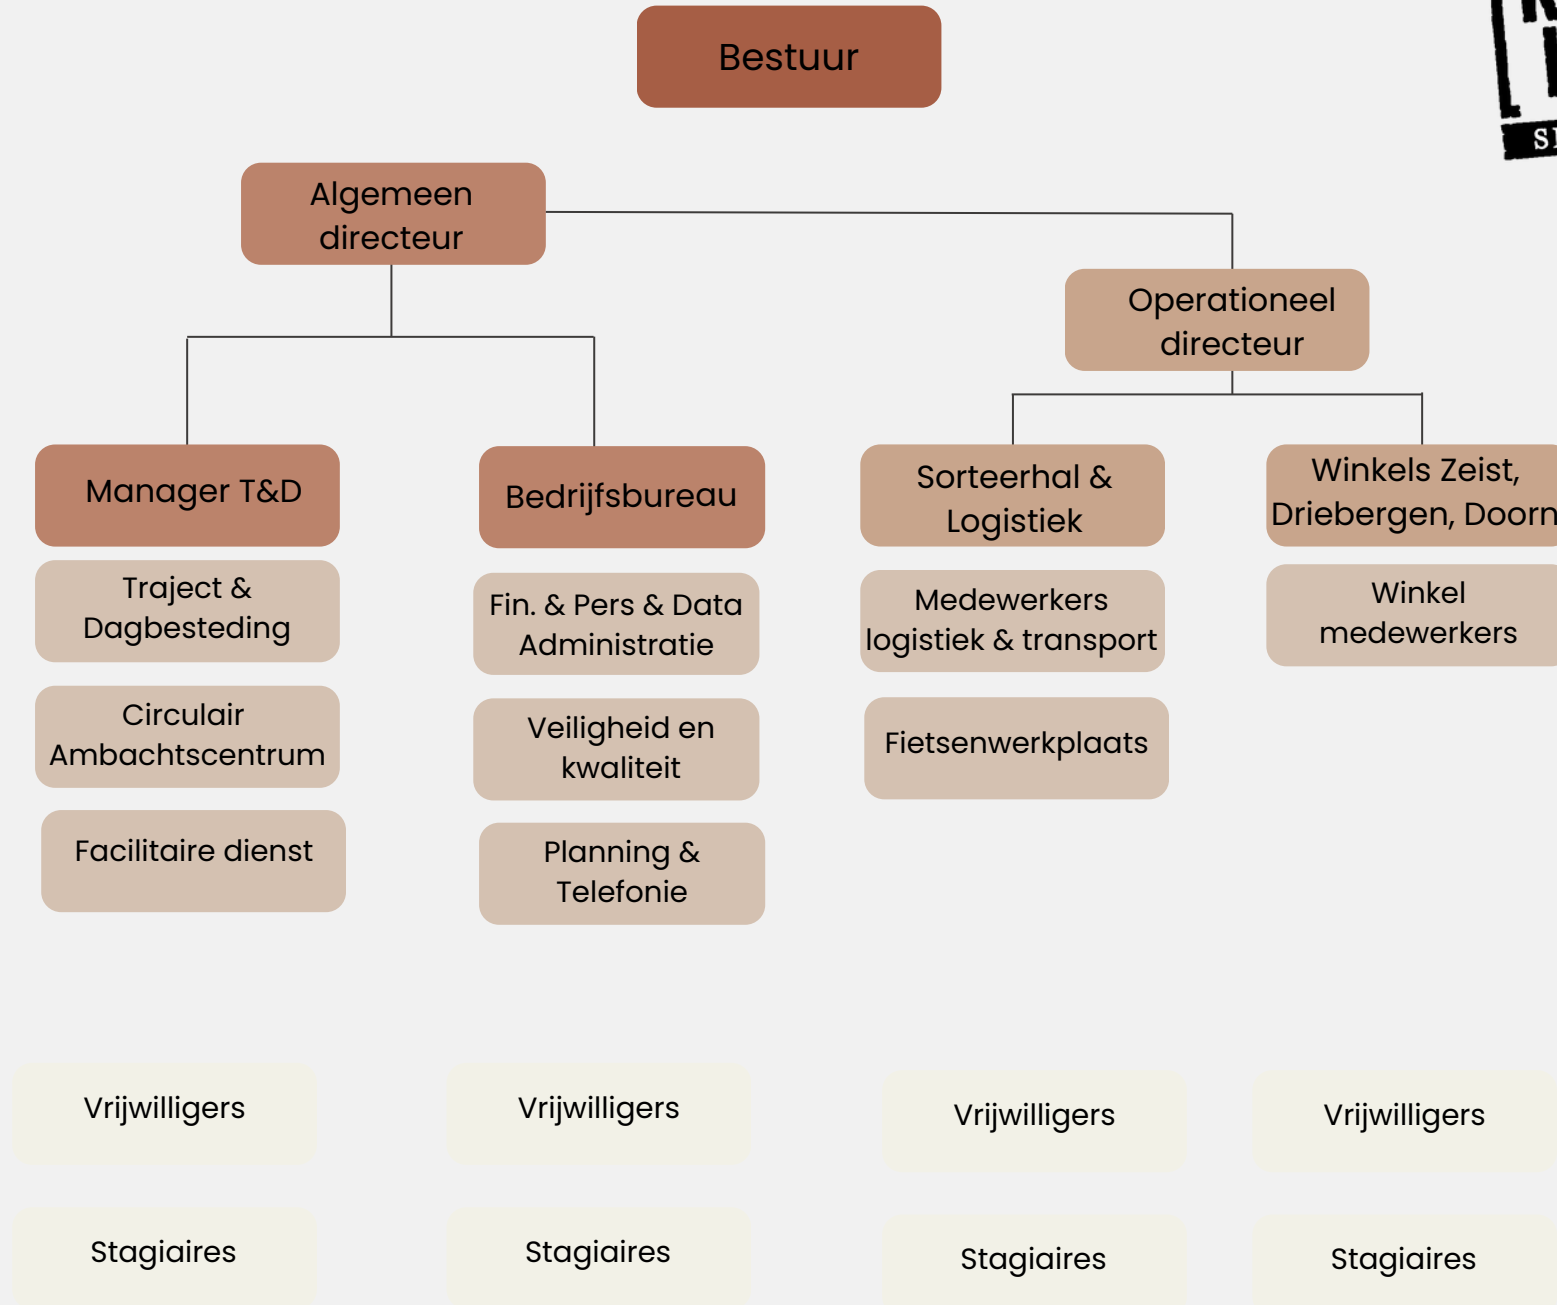 Bestuur
Algemeen
directeur
Operationeel
directeur
Manager T&D
Traject &
Dagbesteding
Circulair
Ambachtscentrum
Facilitaire dienst
Bedrijfsbureau
Fin. & Pers & Data
Administratie
Veiligheid en
kwaliteit
Planning &
Telefonie
Sorteerhal &
Logistiek
Medewerkers
logistiek & transport
Fietsenwerkplaats
Winkels Zeist,
Driebergen, Doorn
Winkel
medewerkers
Vrijwilligers
Vrijwilligers
Vrijwilligers
Vrijwilligers
Stagiaires
Stagiaires
Stagiaires
Stagiaires